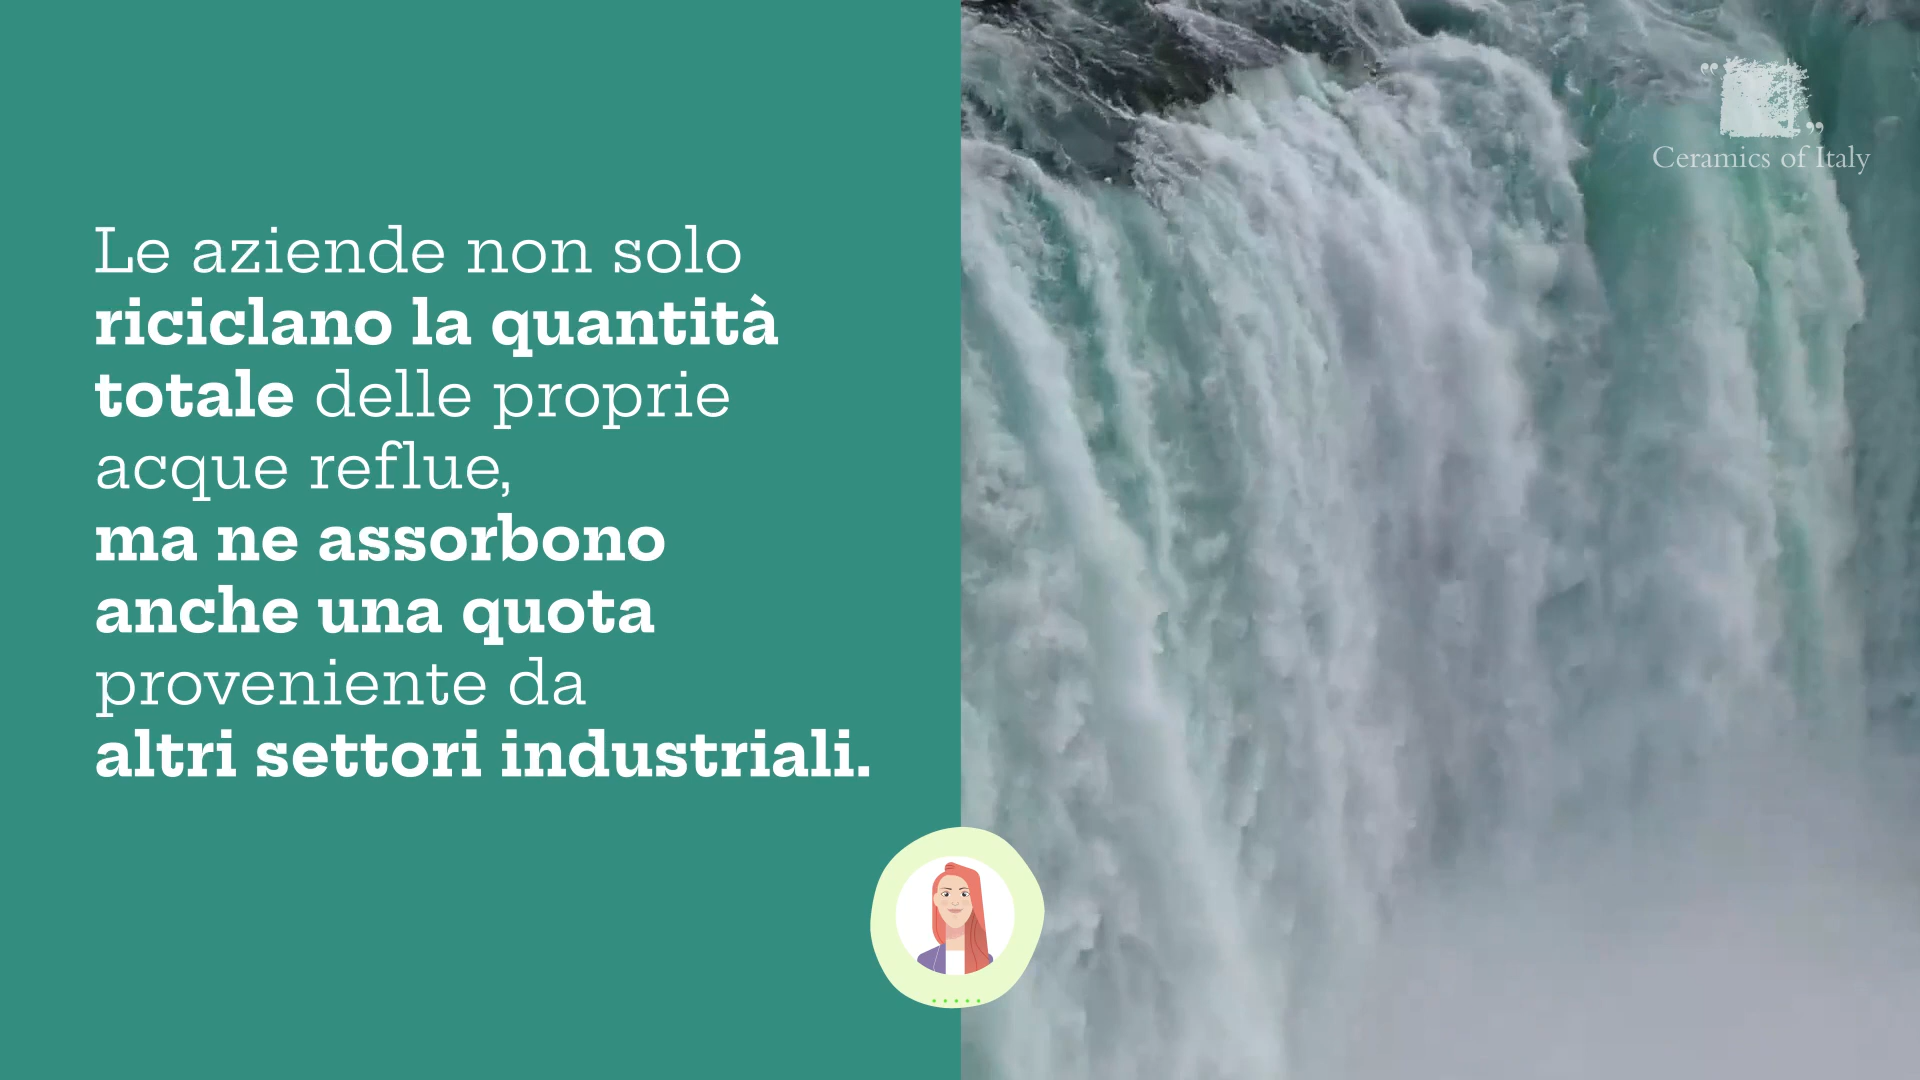 Le aziende non solo
riciclano la quantità
totale delle proprie
acque reflue,
ma ne assorbono
anche una quota
proveniente da
altri settori industriali.
Ceramics of Italy